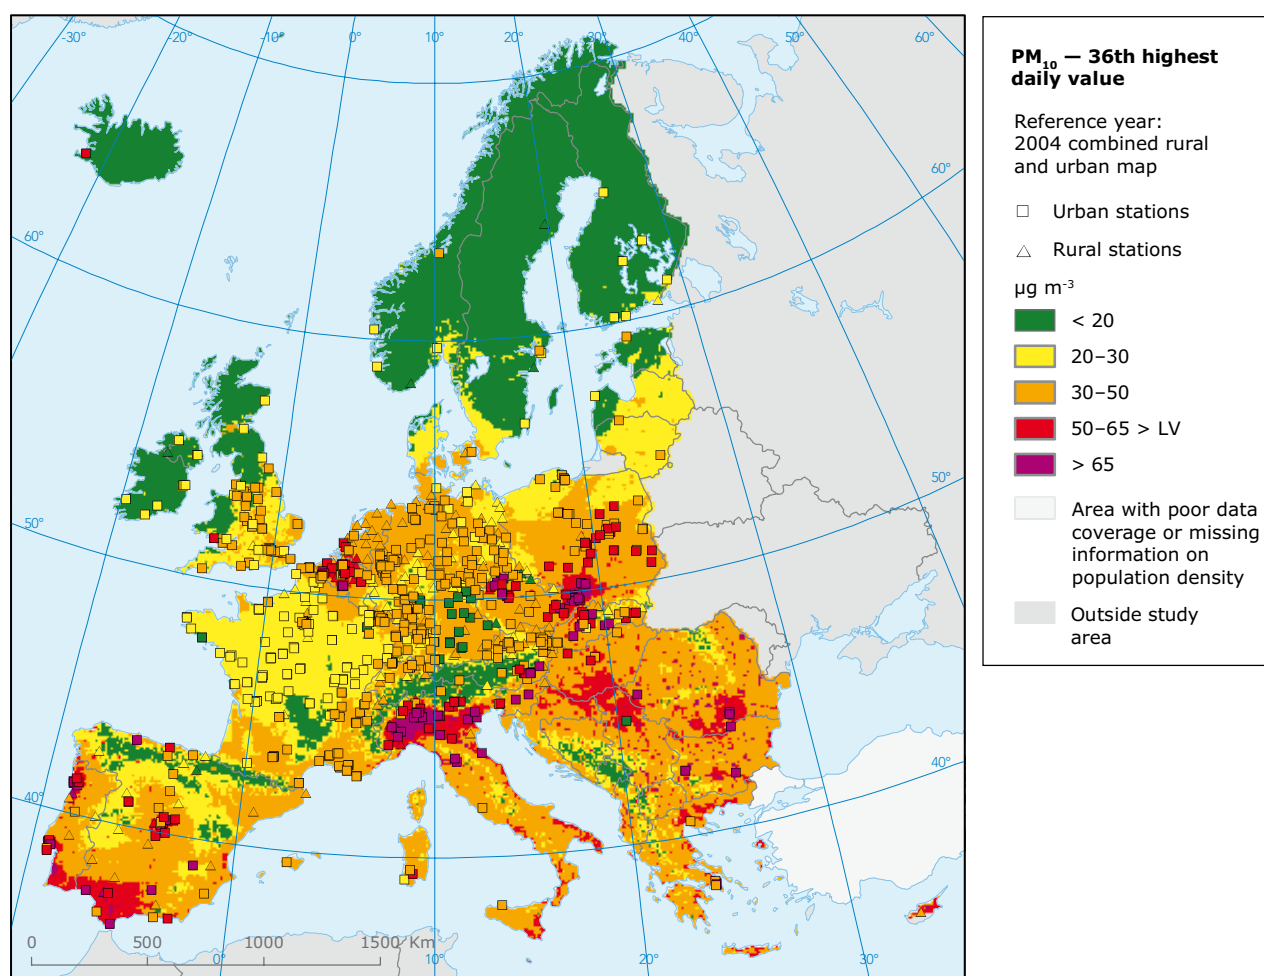 -30°
-20°
-10°
0°
10°
20°
30°
40°
50°
60°
60°
60°
50°
50°
40°
40°
0
500
1000
1500 Km
0°
10°
20°
30°
PM10 — 36th highest
daily value
Reference year:
2004 combined rural
and urban map
Urban stations
Rural stations
µg m-3
< 20
20–30
30–50
50–65 > LV
> 65
Area with poor data
coverage or missing
information on
population density
Outside study
area